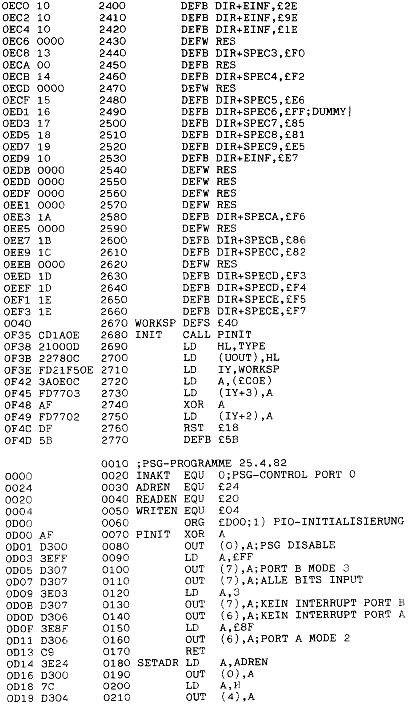 0EC0 10 2400 DEFB DIR+EINF,£2E
0EC2 10 2410 DEFB DIR+EINF,£9E
0EC4 10 2420 DEFB DIR+EINF,£1E
0EC6 0000 2430 DEFW RES
0EC8 13 2440 DEFB DIR+SPEC3,£F0
0ECA 00 2450 DEFB RES
0ECB 14 2460 DEFB DIR+SPEC4,£F2
0ECD 0000 2470 DEFW RES
0ECF 15 2480 DEFB DIR+SPEC5,£E6
0ED1 16 2490 DEFB DIR+SPEC6,£FF;DUMMY|
0ED3 17 2500 DEFB DIR+SPEC7,£85
0ED5 18 2510 DEFB DIR+SPEC8,£81
0ED7 19 2520 DEFB DIR+SPEC9,£E5
0ED9 10 2530 DEFB DIR+EINF,£E7
0EDB 0000 2540 DEFW RES
0EDD 0000 2550 DEFW RES
0EDF 0000 2560 DEFW RES
0EE1 0000 2570 DEFW RES
0EE3 1A 2580 DEFB DIR+SPECA,£F6
0EE5 0000 2590 DEFW RES
0EE7 1B 2600 DEFB DIR+SPECB,£86
0EE9 1C 2610 DEFB DIR+SPECC,£82
0EEB 0000 2620 DEFW RES
0EED 1D 2630 DEFB DIR+SPECD,£F3
0EEF 1D 2640 DEFB DIR+SPECD,£F4
0EF1 1E 2650 DEFB DIR+SPECE,£F5
0EF3 1E 2660 DEFB DIR+SPECE,£F7
0040 2670 WORKSP DEFS £40
0F35 CD1A0E 2680 INIT CALL PINIT
0F38 21000D 2690 LD HL,TYPE
0F3B 22780C 2700 LD (UOUT),HL
0F3E FD21F50E 2710 LD IY,WORKSP
0F42 3A0E0C 2720 LD A,(£C0E)
0F45 FD7703 2730 LD (IY+3),A
0F48 AF 2740 XOR A
0F49 FD7702 2750 LD (IY+2),A
0F4C DF 2760 RST £18
0F4D 5B 2770 DEFB £5B
0010 ;PSG-PROGRAMME 25.4.82
0000 0020 INAKT EQU 0;PSG-CONTROL PORT 0
0024 0030 ADREN EQU £24
0020 0040 READEN EQU £20
0004 0050 WRITEN EQU £04
0D00 0060 ORG £D00;1) PIO-INITIALISIERUNG
0D00 AF 0070 PINIT XOR A
0D01 D300 0080 OUT (0),A;PSG DISABLE
0D03 3EFF 0090 LD A,£FF
0D05 D307 0100 OUT (7),A;PORT B MODE 3
0D07 D307 0110 OUT (7),A;ALLE BITS INPUT
0D09 3E03 0120 LD A,3
0D0B D307 0130 OUT (7),A;KEIN INTERRUPT PORT B
0D0D D306 0140 OUT (6),A;KEIN INTERRUPT PORT A
0D0F 3E8F 0150 LD A,£8F
0D11 D306 0160 OUT (6),A;PORT A MODE 2
0D13 C9 0170 RET
0D14 3E24 0180 SETADR LD A,ADREN
0D16 D300 0190 OUT (0),A
0D18 7C 0200 LD A,H
0D19 D304 0210 OUT (4),A